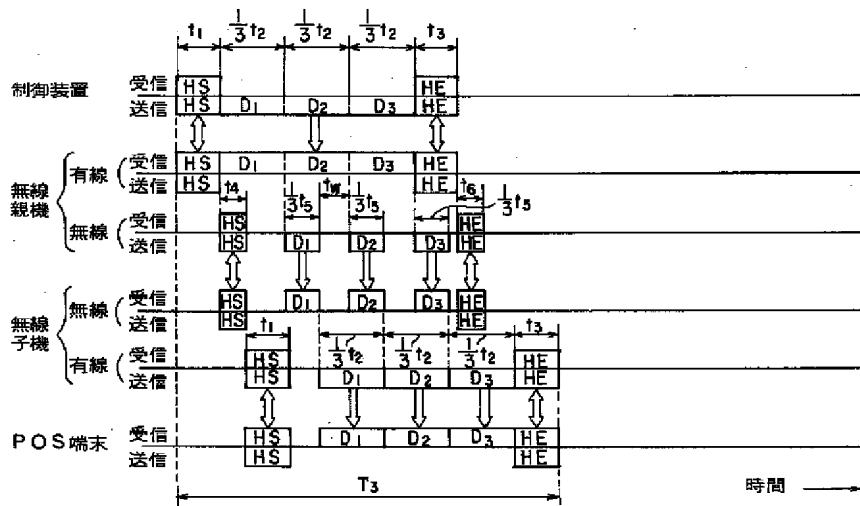 t1 1/3 t2 1/3 t2 1/3 t2 t3
制御装置 受信 HS HE
送信 HS D1 D2 D3 HE
無線親機 有線 受信 HS D1 D2 D3 HE
送信 HS HE
t4 1/3 t5 tW 1/3 t5 t6 1/3 t5
無線 受信 HS HE
送信 HS D1 D2 D3 HE
無線子機 無線 受信 HS D1 D2 D3 HE
送信 HS HE
t1 1/3 t2 1/3 t2 1/3 t2 t3
有線 受信 HS HE
送信 HS D1 D2 D3 HE
POS端末 受信 HS D1 D2 D3 HE
送信 HS HE
T3 時間